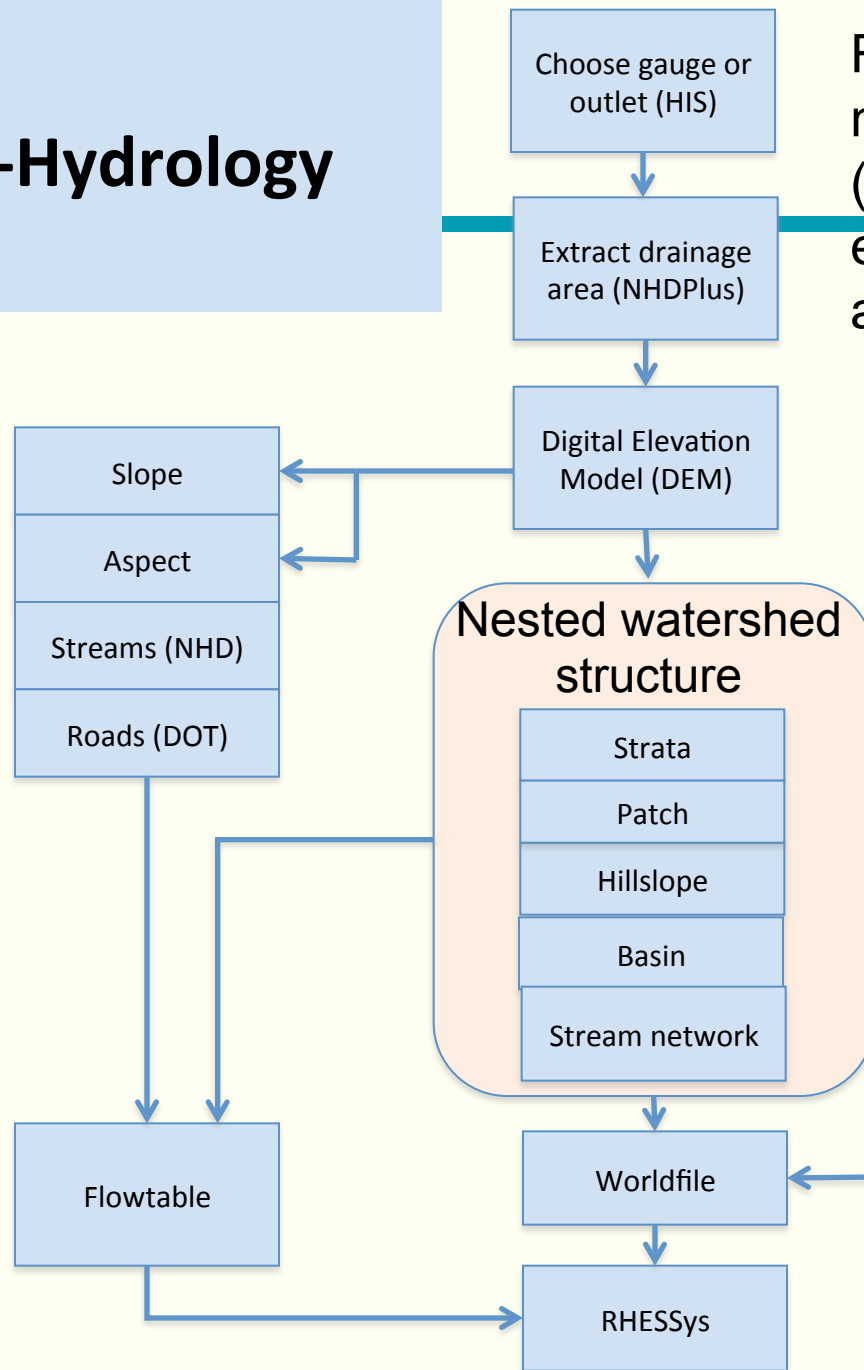 -Hydrology
Choose gauge or
outlet (HIS)
Extract drainage
area (NHDPlus)
Digital Elevation
Model (DEM)
Slope
Aspect
Streams (NHD)
Roads (DOT)
Nested watershed
structure
Strata
Patch
Hillslope
Basin
Stream network
Flowtable
Worldfile
RHESSys